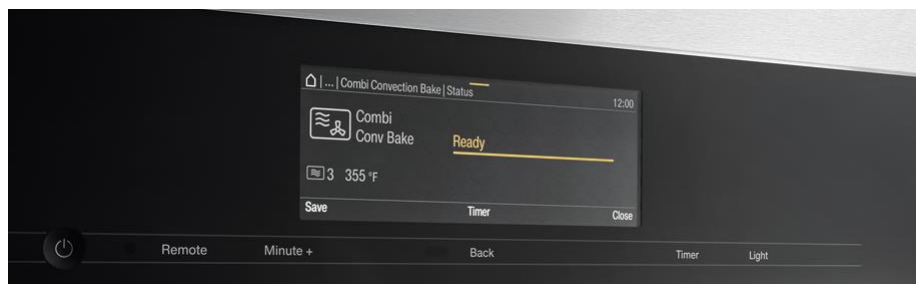 | ... | Combi Convection Bake | Status
12:00
Combi
Conv Bake
Ready
3 355 °F
Save Timer Close
Remote Minute + Back Timer Light